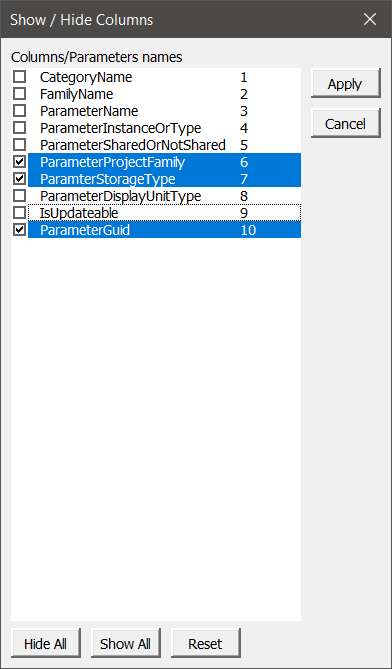 Show / Hide Columns
Columns/Parameters names
CategoryName 1
FamilyName 2
ParameterName 3
ParameterInstanceOrType 4
ParameterSharedOrNotShared 5
ParameterProjectFamily 6
ParamterStorageType 7
ParameterDisplayUnitType 8
IsUpdateable 9
ParameterGuid 10
Apply
Cancel
Hide All
Show All
Reset